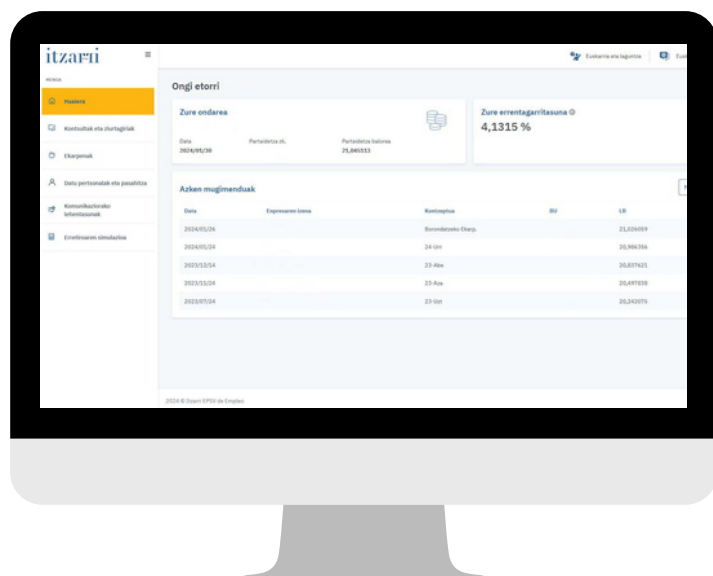 itzarri
MENUA
Hasiera
Kontsultak eta ziurtagiriak
Ekarpenak
Datu pertsonalak eta pasahitza
Komunikaziorako
lehentasunak
Erretiroaren simulazioa
Euskarria eta laguntza
Ongi etorri
Zure ondarea
Data
Partaidetza zk.
Partaidetza balioa
2024/01/30
21,045513
Zure errentagarritasuna
4,1315 %
Azken mugimenduak
Data
Enpresaren izena
Kontzeptua
LB
2024/01/26
Borondatezko Ekarp.
21,026059
2024/01/24
24-Urt
20,986356
2023/12/14
23-Abe
20,837621
2023/11/24
23-Aza
20,497838
2023/07/24
23-Uzt
20,242075
2024 © Itzarri EPSV de Empleo